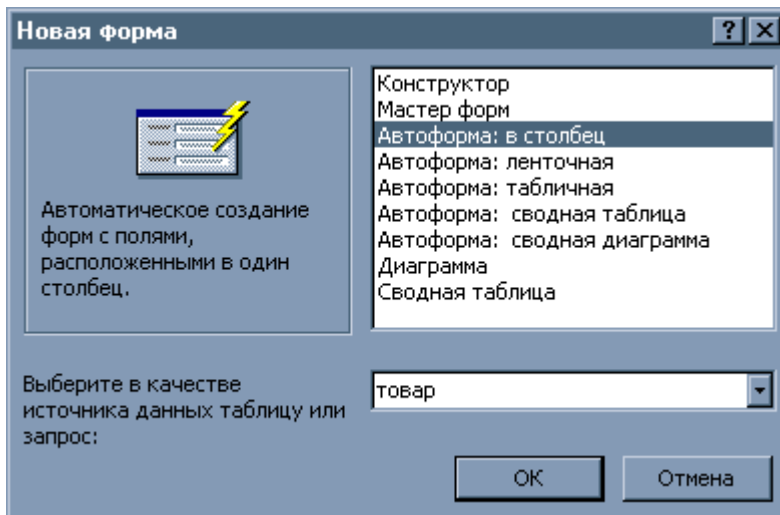 Новая форма
Автоматическое создание
форм с полями,
расположенными в один
столбец.
Конструктор
Мастер форм
Автоформа: в столбец
Автоформа: ленточная
Автоформа: табличная
Автоформа: сводная таблица
Автоформа: сводная диаграмма
Диаграмма
Сводная таблица
Выберите в качестве
источника данных таблицу или
запрос:
товар
ОК
Отмена